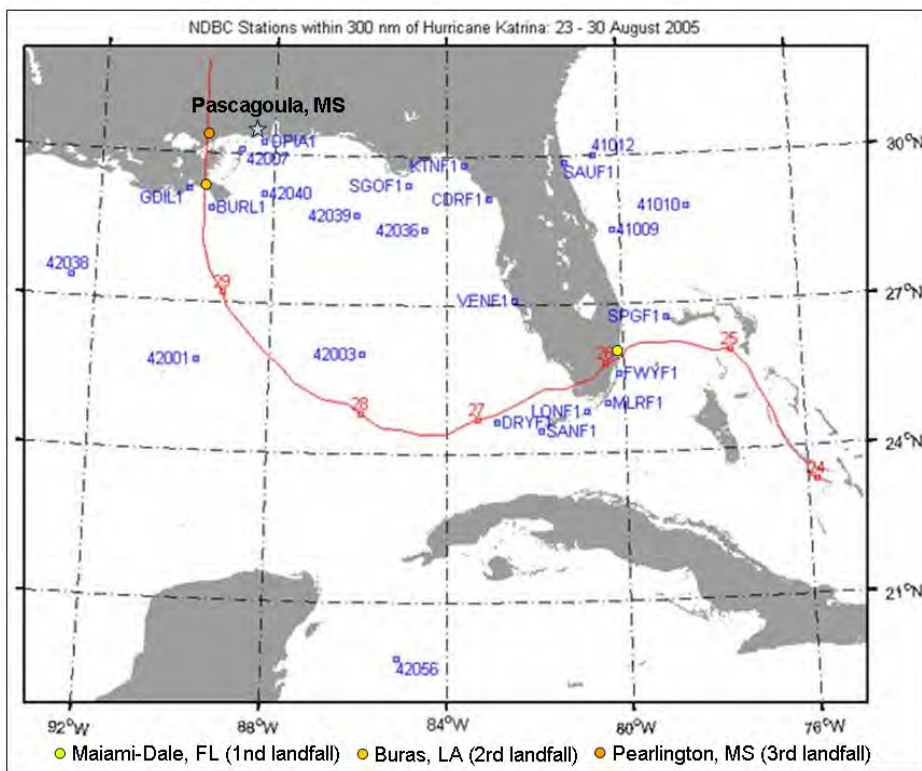 NDBC Stations within 300 nm of Hurricane Katrina: 23 - 30 August 2005
Pascagoula, MS
DPIA1
42007
30°N
41012
KTNF1
SAUF1
SGOF1
GDIL1
42040
CDRF1
BURL1
42039
41010
42036
41009
42038
29
27°N
VENF1
SPGF1
25
26
42001
42003
FWYF1
28
27
LONF1
MLRF1
DRYF1
SANF1
24°N
24
21°N
42056
92°W
88°W
84°W
80°W
76°W
Maiami-Dale, FL (1nd landfall)
Buras, LA (2rd landfall)
Pearlington, MS (3rd landfall)